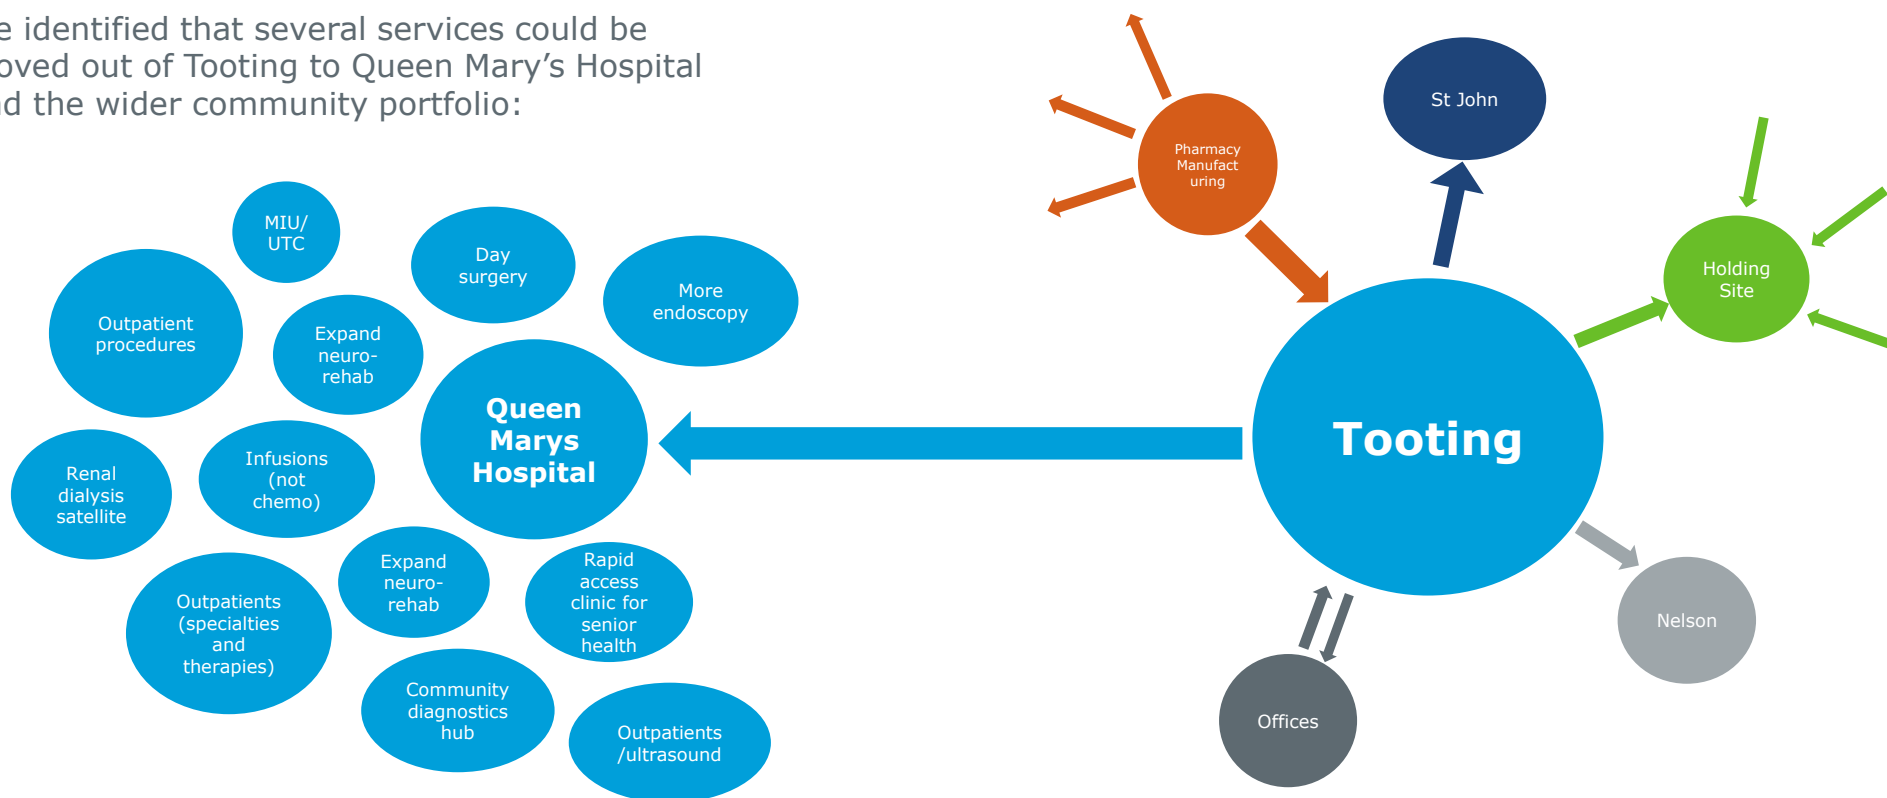 e identified that several services could be
oved out of Tooting to Queen Mary's Hospital
nd the wider community portfolio:
MIU/
UTC
Day
surgery
More
endoscopy
Outpatient
procedures
Expand
neuro-
rehab
Queen
Marys
Hospital
Renal
dialysis
satellite
Infusions
(not
chemo)
Expand
neuro-
rehab
Rapid
access
clinic for
senior
health
Outpatients
(specialties
and
therapies)
Community
diagnostics
hub
Outpatients
/ultrasound
Pharmacy
Manufact
uring
St John
Holding
Site
Tooting
Nelson
Offices